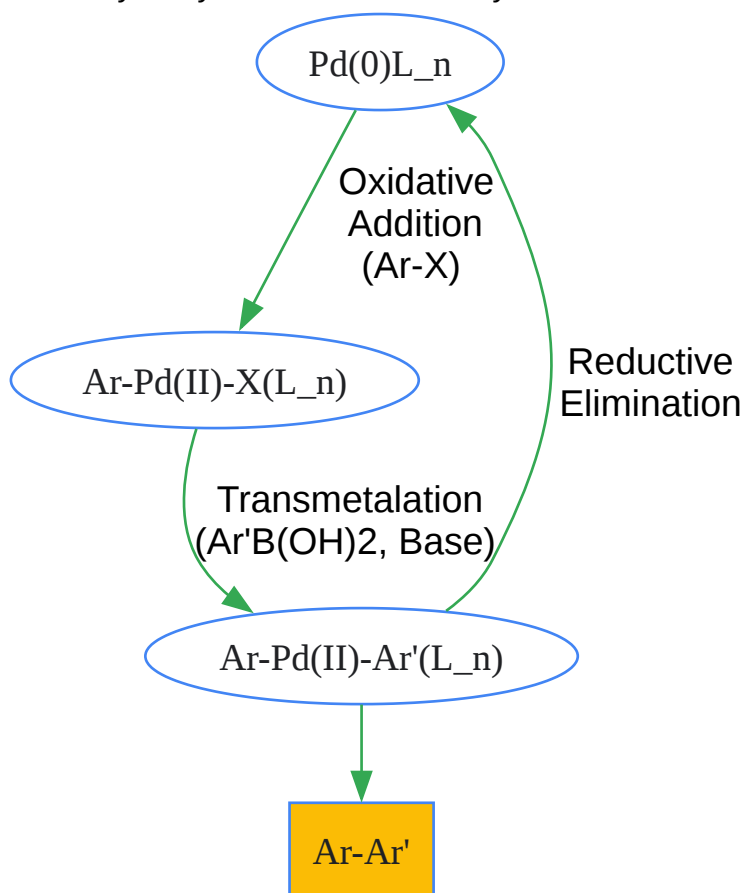 Pd(0)L_n
Oxidative
Addition
(Ar-X)
Ar-Pd(II)-X(L_n)
Reductive
Elimination
Transmetalation
(Ar'B(OH)2, Base)
Ar-Pd(II)-Ar'(L_n)
Ar-Ar'